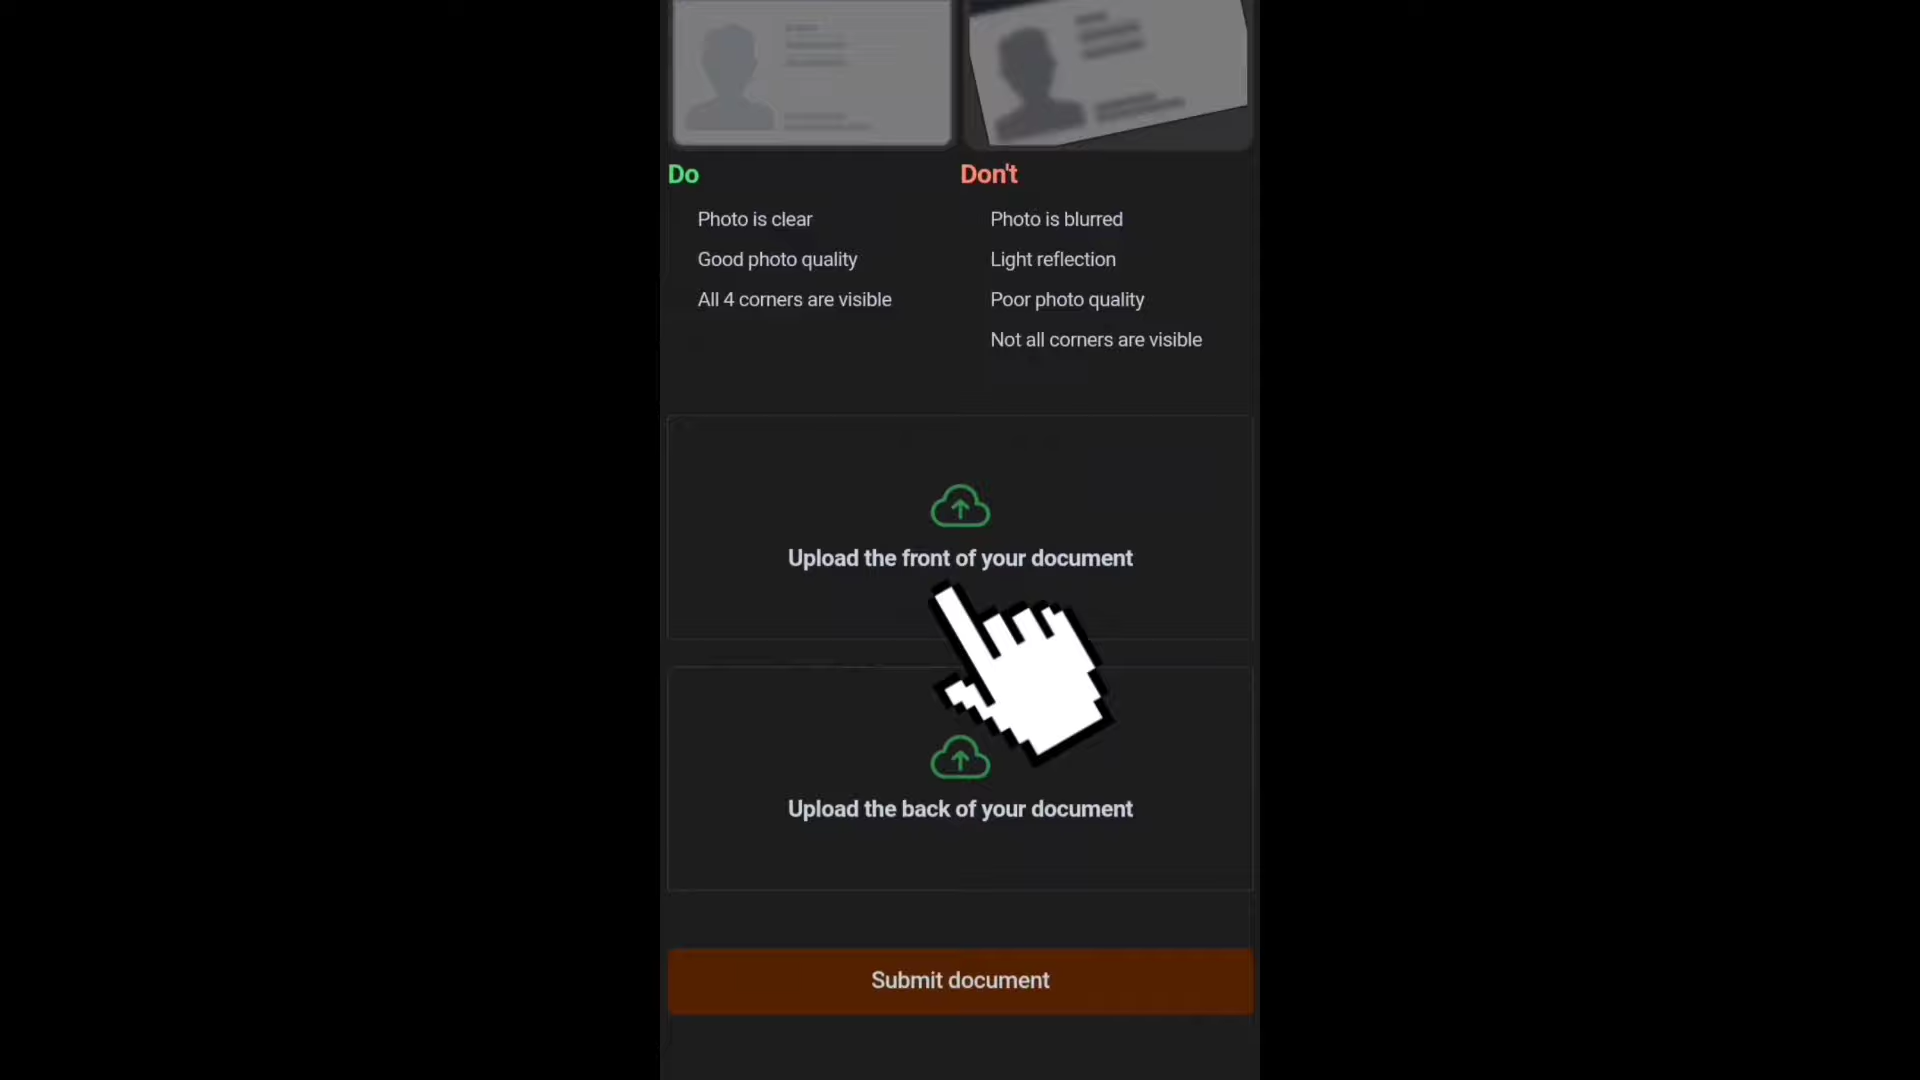 Do
Photo is clear
Good photo quality
All 4 corners are visible
Don't
Photo is blurred
Light reflection
Poor photo quality
Not all corners are visible
Upload the front of your document
Upload the back of your document
Submit document